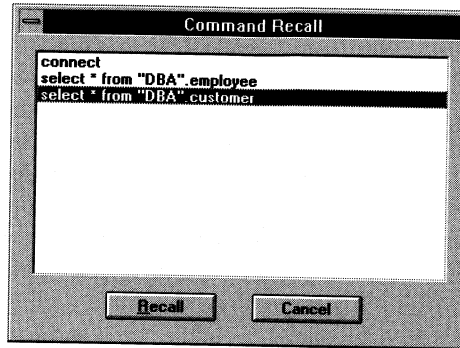 Command Recall
connect
select * from "DBA".employee
select * from "DBA".customer
Recall
Cancel